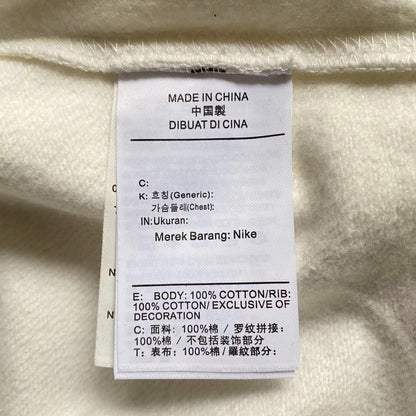 MADE IN CHINA
中国製
DIBUAT DI CINA
C:
K: 흐칭(Generic):
가슴둘레(Chest):
IN:Ukuran:
Merek Barang: Nike
E: BODY: 100% COTTON/RIB:
100% COTTON/ EXCLUSIVE OF
DECORATION
C: 面料: 100%棉 / 罗纹拼接:
100%棉 / 不包括装饰部分
T: 表布: 100%棉 / 羅紋部分: